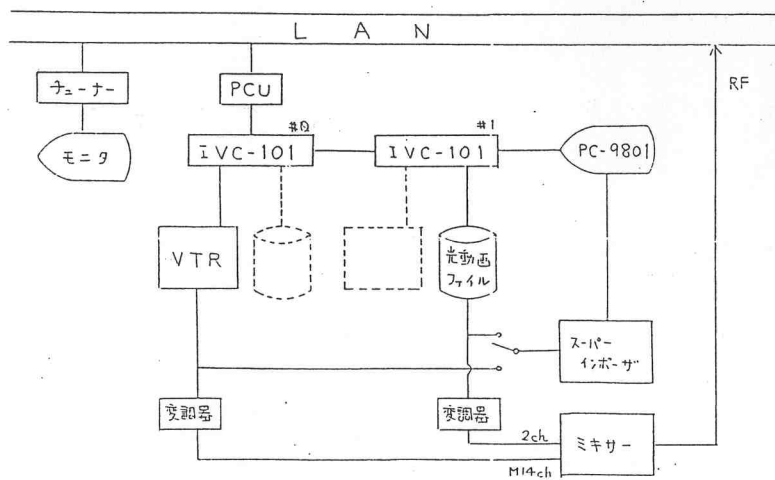 L A N
チューナー
PCU
RF
#0
#1
モニタ
IVC-101
IVC-101
PC-9801
VTR
光動画
ファイル
スーパー
インポーザ
変調器
変調器
2ch
ミキサー
M14ch